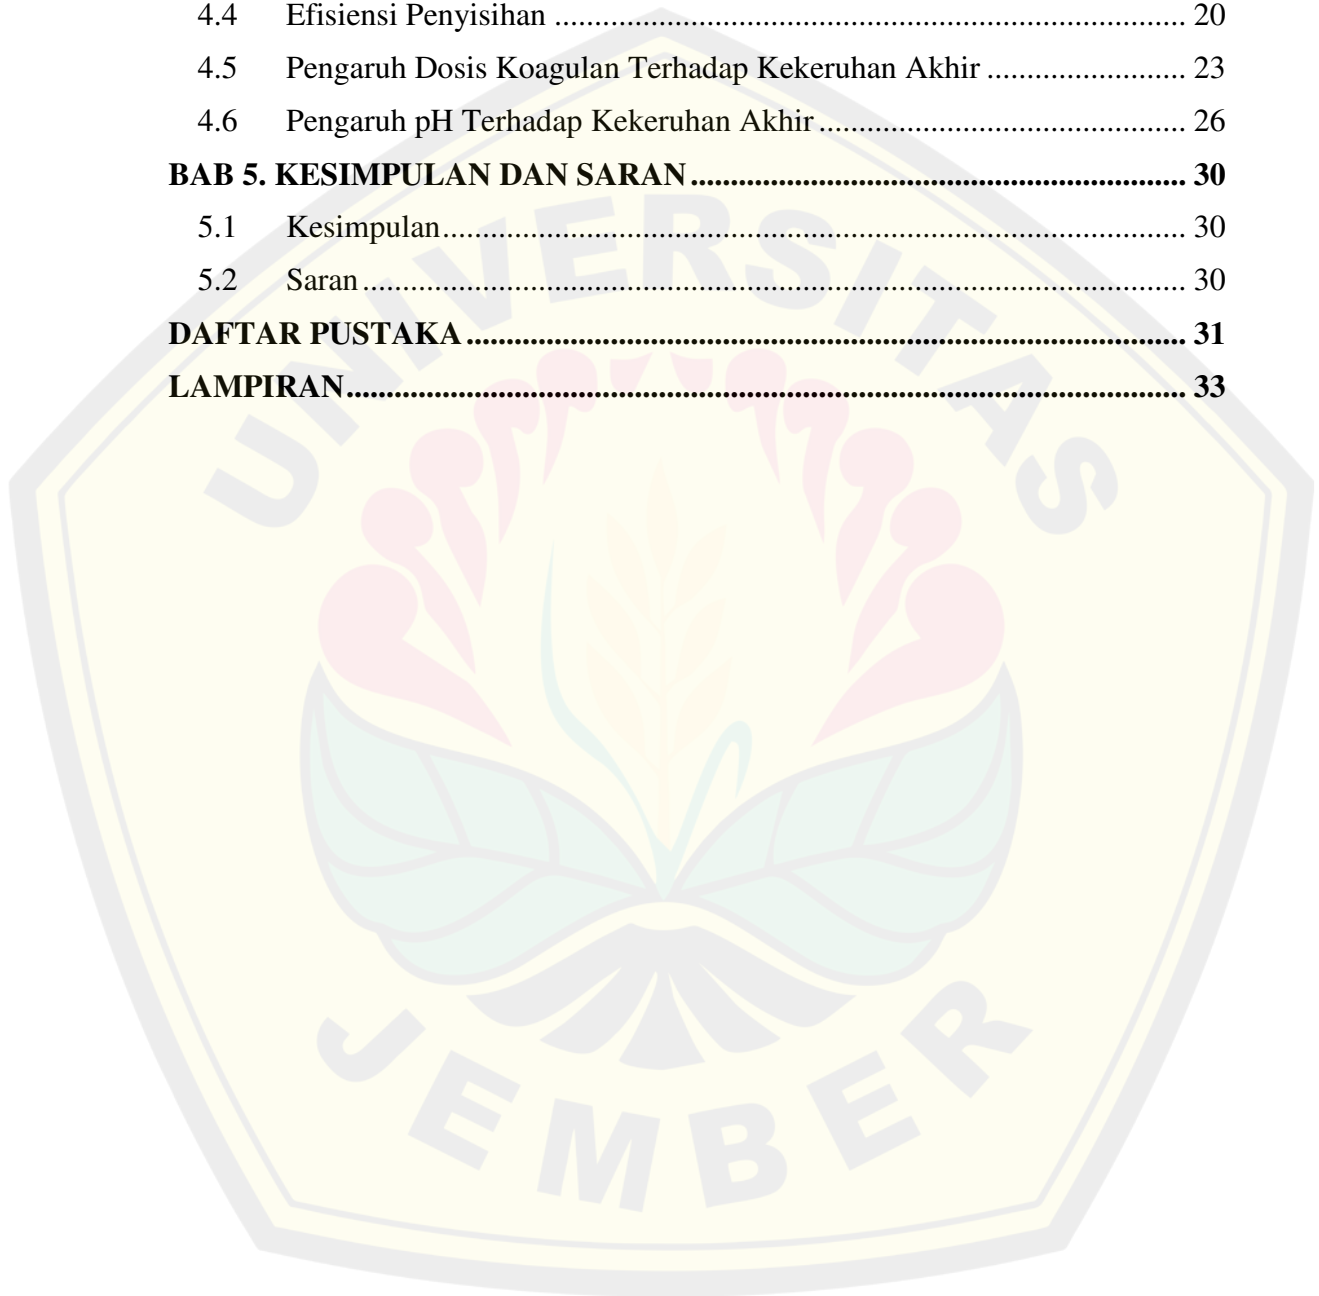 4.4 Efisiensi Penyisihan ........................................................................... 20
4.5 Pengaruh Dosis Koagulan Terhadap Kekeruhan Akhir ........................ 23
4.6 Pengaruh pH Terhadap Kekeruhan Akhir ............................................ 26
BAB 5. KESIMPULAN DAN SARAN ............................................................ 30
5.1 Kesimpulan ......................................................................................... 30
5.2 Saran ................................................................................................... 30
DAFTAR PUSTAKA ....................................................................................... 31
LAMPIRAN ..................................................................................................... 33
UNIVERSITAS
JEMBER